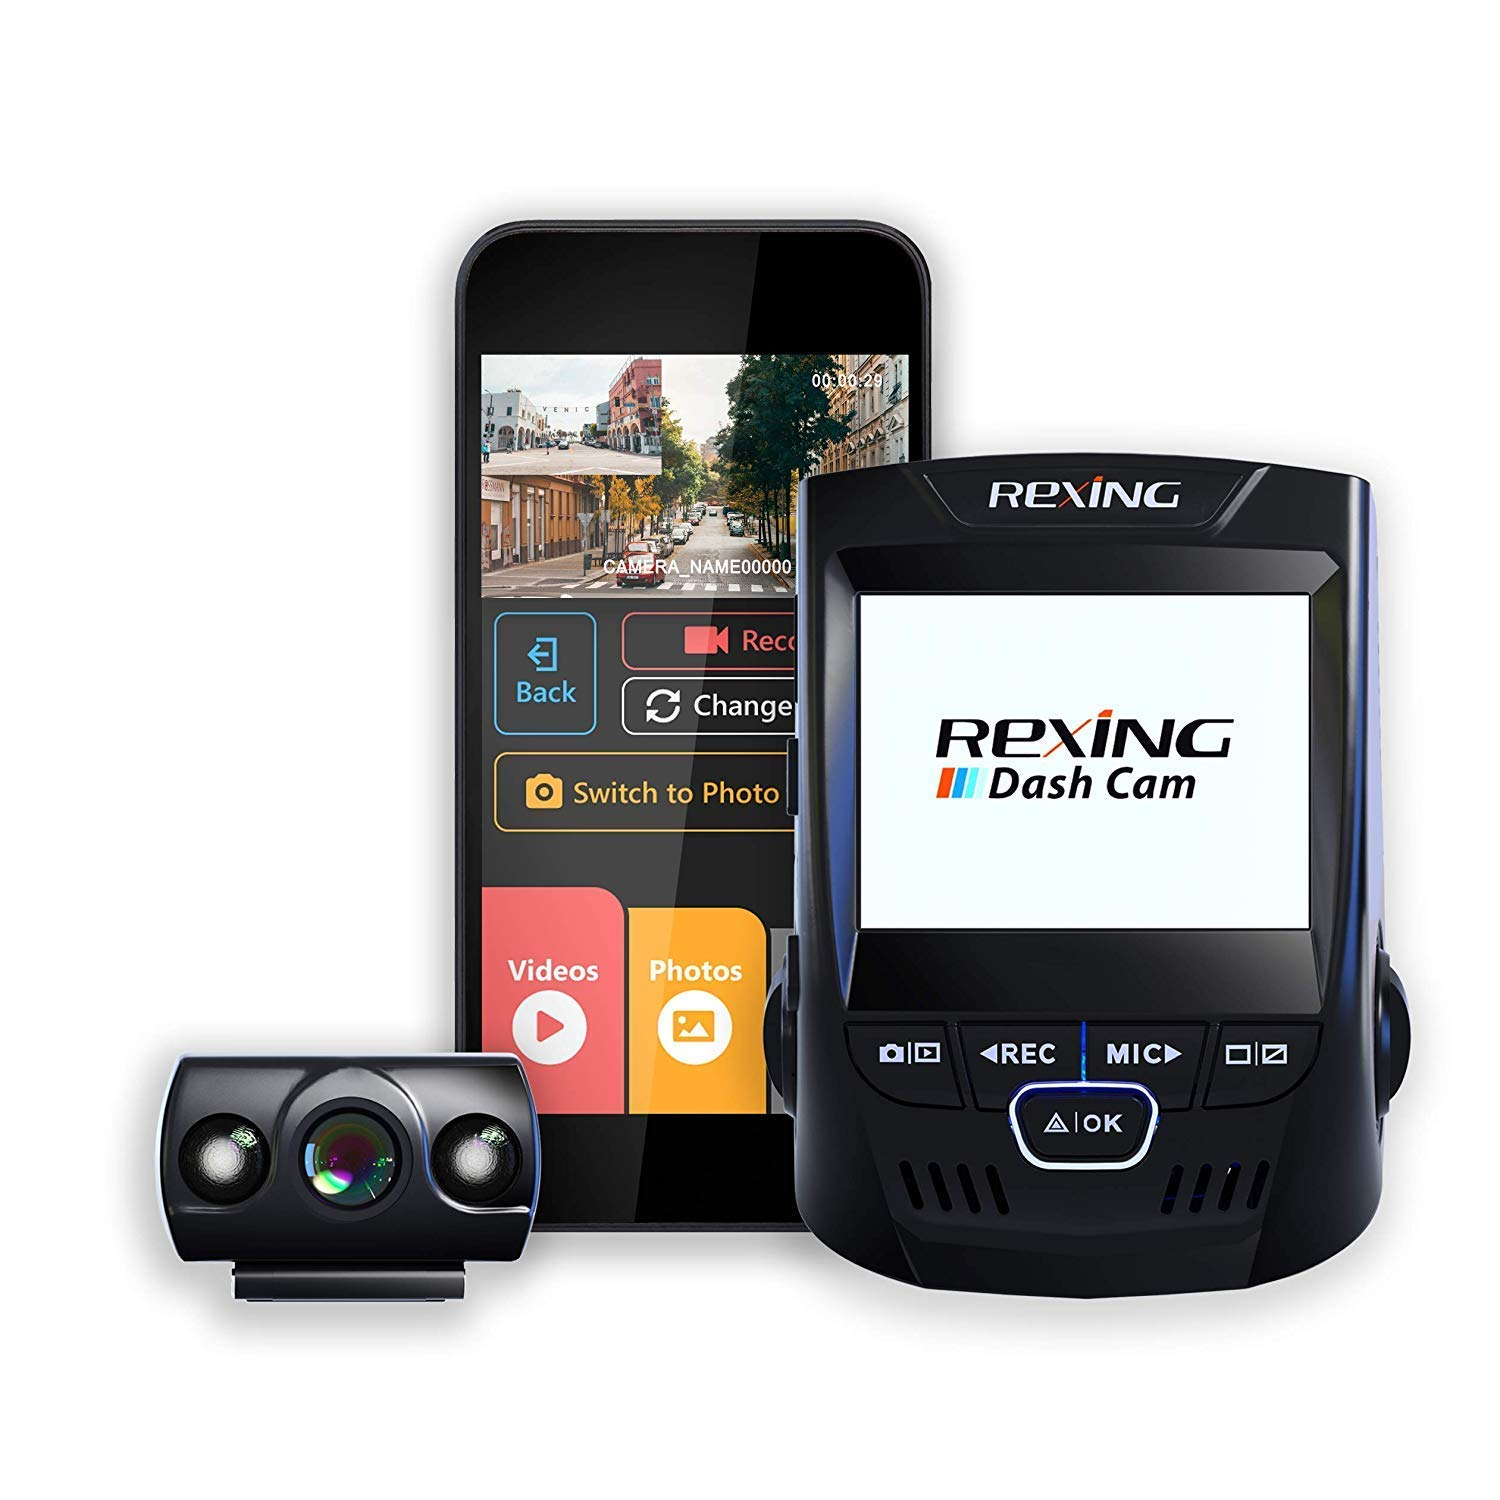 00:00:29
VENIC
CAMERA_NAME00000
Back
Reco
Change
Switch to Photo
Videos
Photos
REXING
REXING
Dash Cam
REC
MIC
OK